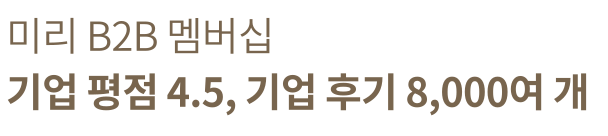 미리 B2B 멤버십
기업 평점 4.5, 기업 후기 8,000여 개